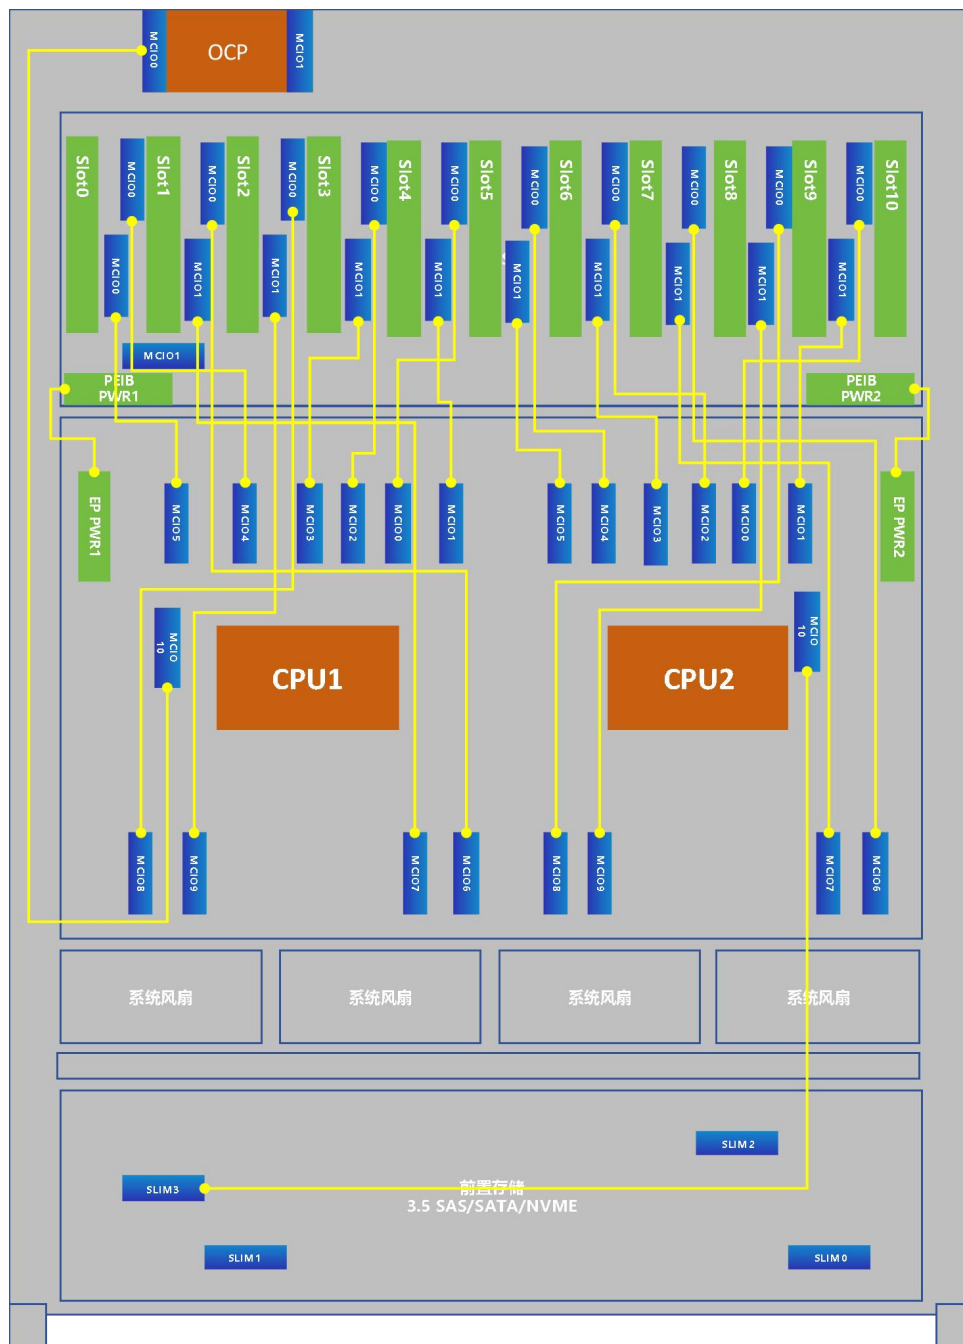 MCIO0
OCP
MCIO1
Slot0
MCIO0
Slot1
MCIO0
Slot2
MCIO0
Slot3
MCIO0
Slot4
MCIO0
Slot5
MCIO0
Slot6
MCIO0
Slot7
MCIO0
Slot8
MCIO0
Slot9
MCIO0
Slot10
MCIO0
MCIO1
MCIO1
MCIO1
MCIO1
MCIO1
MCIO1
MCIO1
MCIO1
MCIO1
MCIO1
PEIB
PWR1
PEIB
PWR2
EP PWR1
MCIO5
MCIO4
MCIO3
MCIO2
MCIO0
MCIO1
MCIO5
MCIO4
MCIO3
MCIO2
MCIO0
MCIO1
EP PWR2
MCIO
10
CPU1
CPU2
MCIO
10
MCIO8
MCIO9
MCIO7
MCIO6
MCIO8
MCIO9
MCIO7
MCIO6
系统风扇
系统风扇
系统风扇
系统风扇
SLIM2
SLIM3
前置存储
3.5 SAS/SATA/NVME
SLIM1
SLIM0